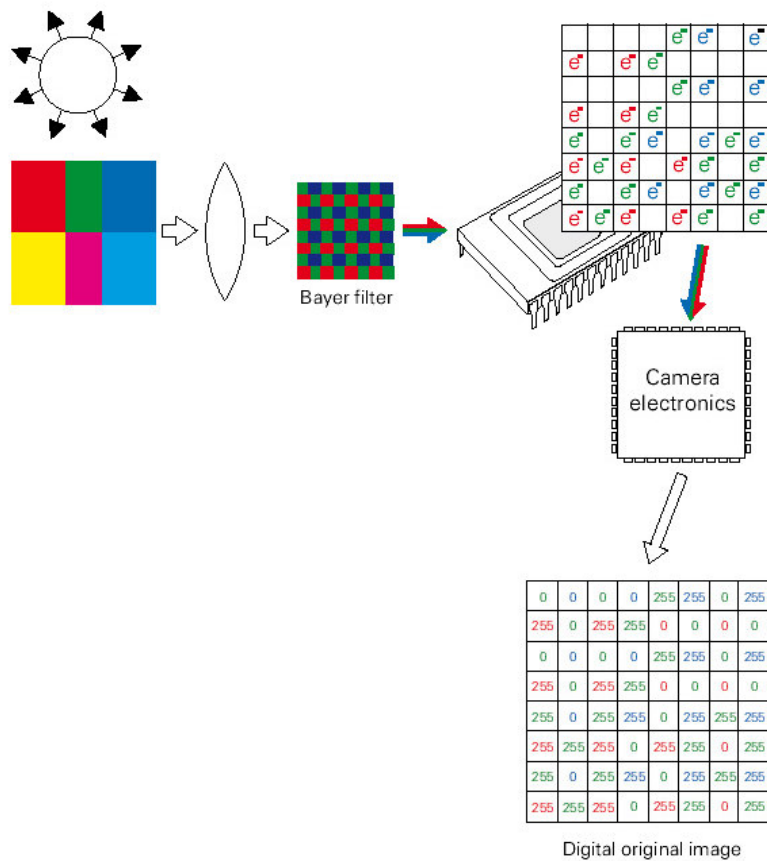 e⁻ e⁻ e⁻
e⁻ e⁻ e⁻
e⁻ e⁻ e⁻
e⁻ e⁻ e⁻
e⁻ e⁻ e⁻ e⁻ e⁻ e⁻
e⁻ e⁻ e⁻ e⁻ e⁻ e⁻
e⁻ e⁻ e⁻ e⁻ e⁻ e⁻
e⁻ e⁻ e⁻ e⁻ e⁻ e⁻
Bayer filter
Camera
electronics
0 0 0 0 255 255 0 255
255 0 255 255 0 0 0 0
0 0 0 0 255 255 0 255
255 0 255 255 0 0 0 0
255 0 255 255 0 255 255 255
255 255 255 0 255 255 0 255
255 0 255 255 0 255 255 255
255 255 255 0 255 255 0 255
Digital original image